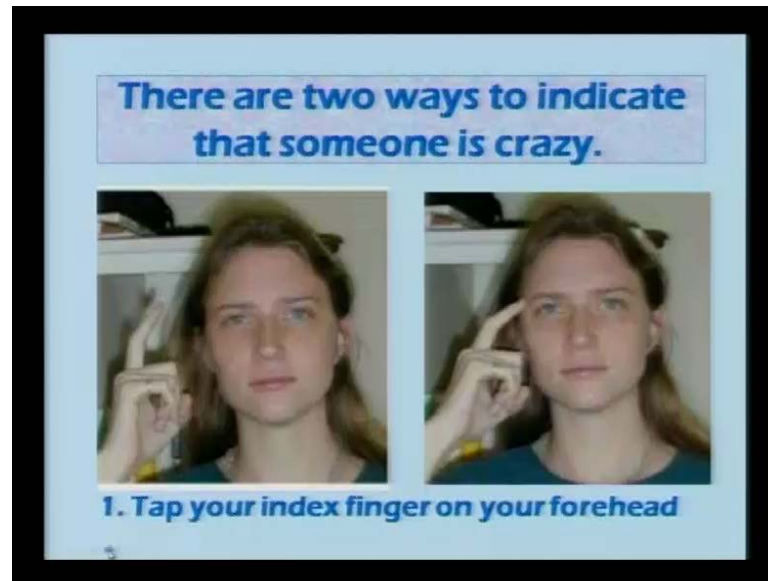 There are two ways to indicate
that someone is crazy.
1. Tap your index finger on your forehead